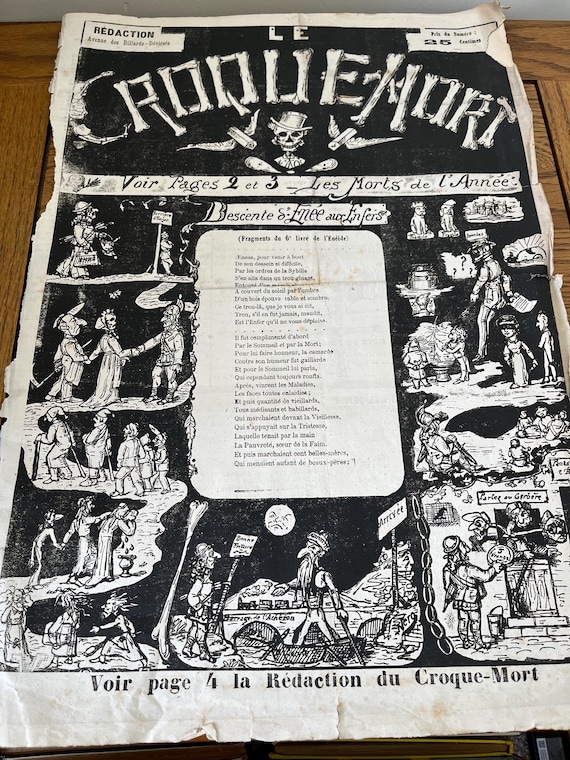 RÉDACTION
Avenue des Billards-Dévissés
LE
Prix du Numéro :
25 Centimes
CROQUE-MORT
Voir Pages 2 et 3 _ Les Morts de l'Année:
Descente d'Enée aux Enfers
(Fragments du 6e livre de l'Enéide)
Eneas, pour venir à bout
De son dessein si difficile,
Par les ordres de la Sybille
S'en alla dans un trou gluant,
A couvert du soleil par l'ombre
D'un bois épouvantable et sombre.
Ce trou-là, que je vous ai dit,
Trou, s'il en fut jamais, maudit,
Est l'Enfer qu'il ne vous déplaise.
Il fut complimenté d'abord
Par le Sommeil et par la Mort;
Pour lui faire honneur, la camarde
Contre son humeur fut gaillarde
Et pour le Sommeil lui parla,
Qui cependant toujours ronfla.
Après, vinrent les Maladies,
Les faces toutes enlaidies;
Et puis quantité de vieillards,
Tous médisants et babillards,
Qui marchaient devant la Vieillesse,
Qui s'appuyait sur la Tristesse,
Laquelle tenait par la main
La Pauvreté, sœur de la Faim.
Et puis marchaient cent belles-mères,
Qui menaient autant de beaux-pères;
? ?
?
Parlez au Cerbère
Arrivée
Bonne
Barrage de l'Achéron
Voir page 4 la Rédaction du Croque-Mort